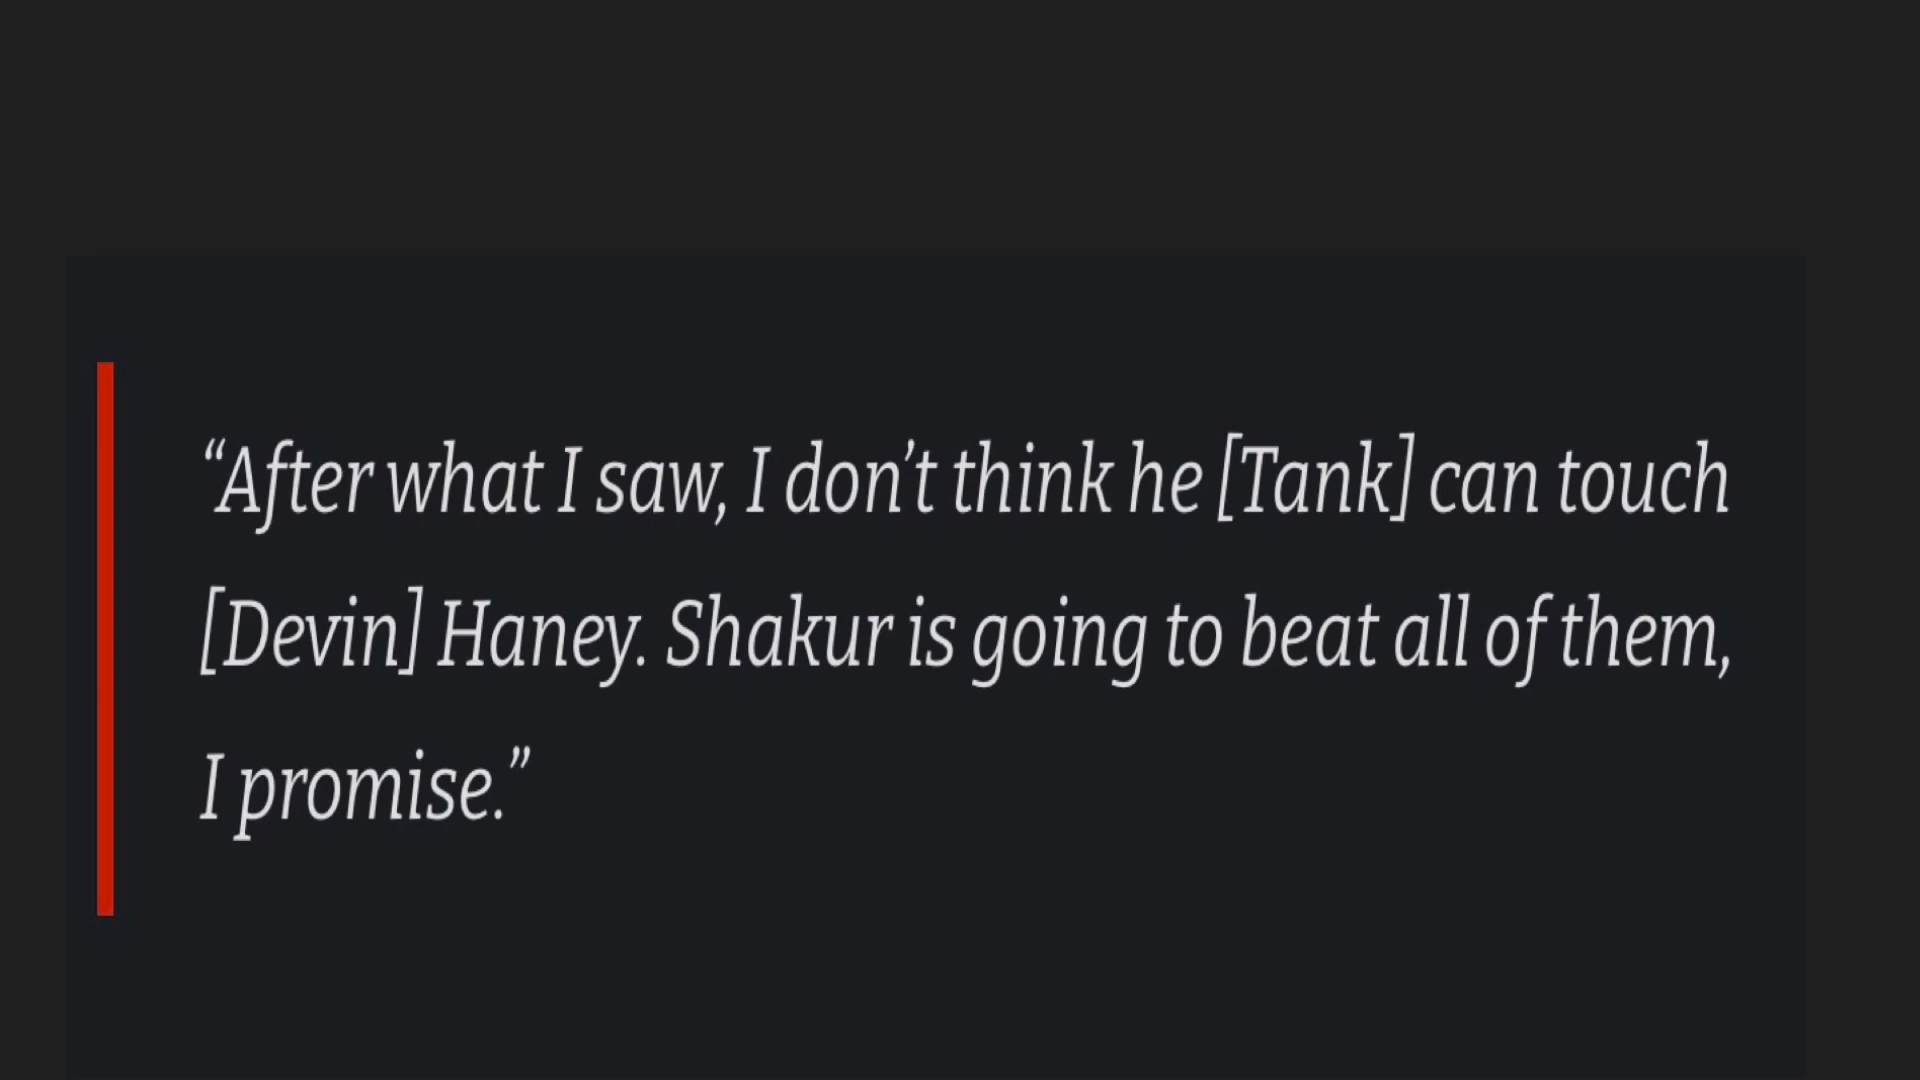 “After what I saw, I don’t think he [Tank] can touch
[Devin] Haney. Shakur is going to beat all of them,
I promise.”